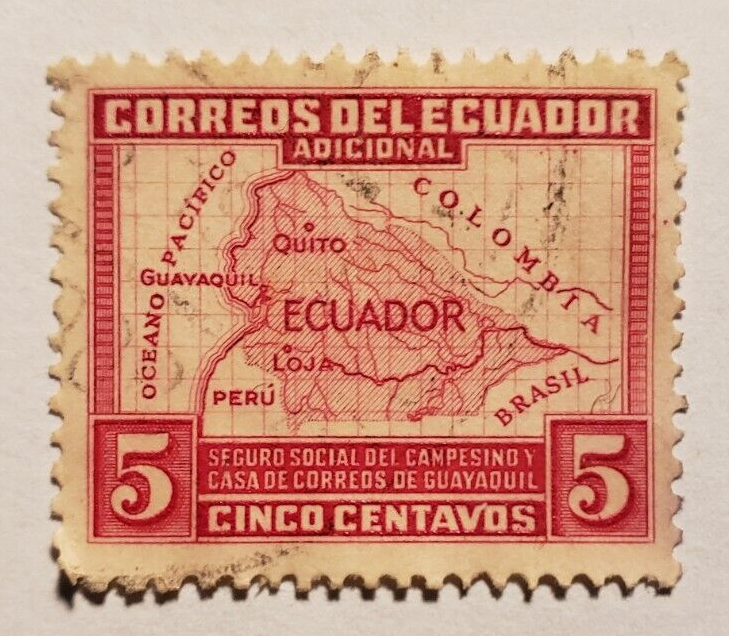 CORREOS DEL ECUADOR
ADICIONAL
OCEANO PACÍFICO
COLOMBIA
QUITO
GUAYAQUIL
ECUADOR
LOJA
PERÚ
BRASIL
5
SEGURO SOCIAL DEL CAMPESINO Y
CASA DE CORREOS DE GUAYAQUIL
5
CINCO CENTAVOS